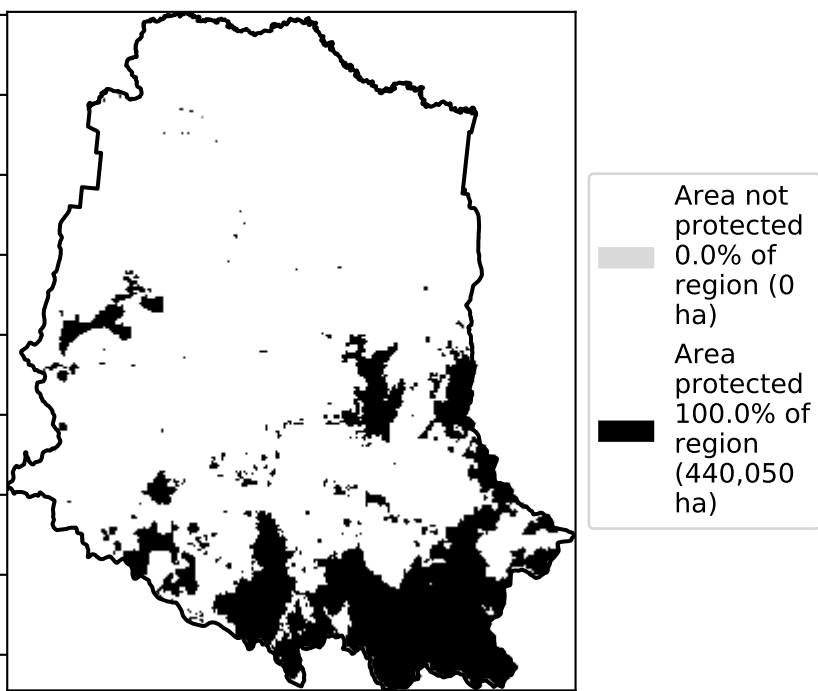 Area not
protected
0.0% of
region (0
ha)
Area
protected
100.0% of
region
(440,050
ha)